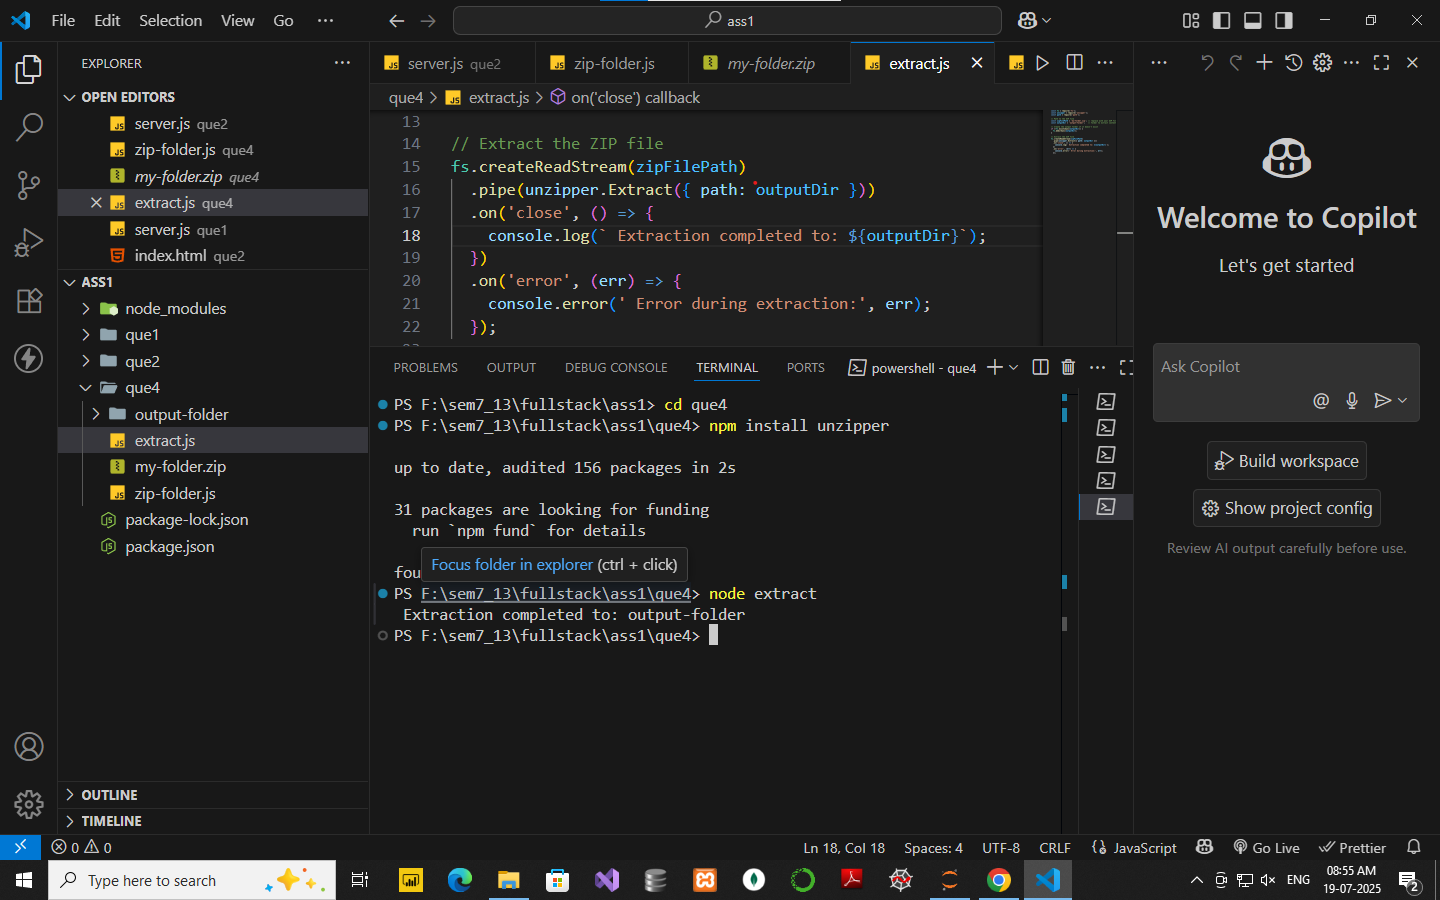 File Edit Selection View Go ···
ass1
EXPLORER
OPEN EDITORS
server.js que2
zip-folder.js que4
my-folder.zip que4
extract.js que4
server.js que1
index.html que2
ASS1
node_modules
que1
que2
que4
output-folder
extract.js
my-folder.zip
zip-folder.js
package-lock.json
package.json
OUTLINE
TIMELINE
server.js que2 zip-folder.js my-folder.zip extract.js
que4 > extract.js > on('close') callback
13
14 // Extract the ZIP file
15 fs.createReadStream(zipFilePath)
16 .pipe(unzipper.Extract({ path: outputDir }))
17 .on('close', () => {
18 console.log(` Extraction completed to: ${outputDir}`);
19 })
20 .on('error', (err) => {
21 console.error(' Error during extraction:', err);
22 });
PROBLEMS OUTPUT DEBUG CONSOLE TERMINAL PORTS powershell - que4
PS F:\sem7_13\fullstack\ass1> cd que4
PS F:\sem7_13\fullstack\ass1\que4> npm install unzipper
up to date, audited 156 packages in 2s
31 packages are looking for funding
run `npm fund` for details
Focus folder in explorer (ctrl + click)
fou
PS F:\sem7_13\fullstack\ass1\que4> node extract
Extraction completed to: output-folder
PS F:\sem7_13\fullstack\ass1\que4>
Welcome to Copilot
Let's get started
Ask Copilot
Build workspace
Show project config
Review AI output carefully before use.
0 0 Ln 18, Col 18 Spaces: 4 UTF-8 CRLF JavaScript Go Live Prettier
Type here to search
ENG
08:55 AM
19-07-2025
2